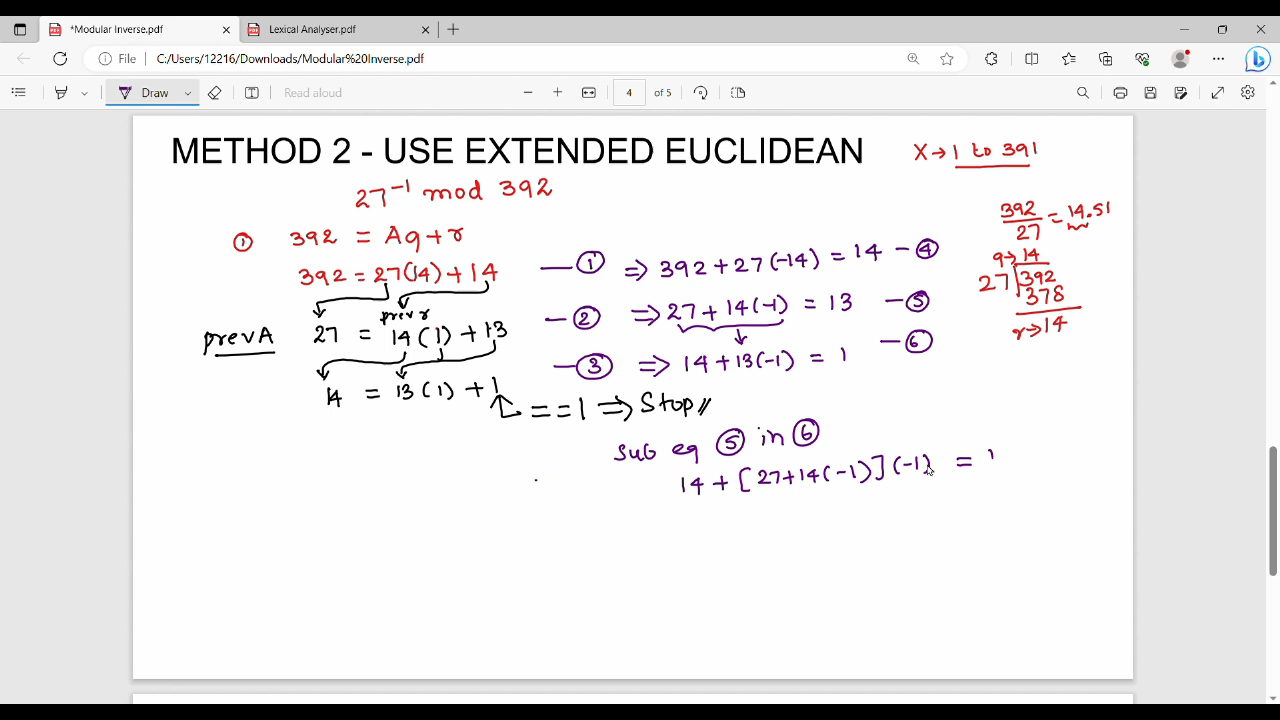 *Modular Inverse.pdf
Lexical Analyser.pdf
File C:/Users/12216/Downloads/Modular%20Inverse.pdf
Draw Read aloud 4 of 5
METHOD 2 - USE EXTENDED EUCLIDEAN
X → 1 to 391
27⁻¹ mod 392
392/27 = 14.51
① 392 = Aq + r
q → 14
27 392
378
r → 14
392 = 27(14) + 14 — ① ⇒ 392 + 27(-14) = 14 — ④
prev r
prev A 27 = 14(1) + 13 — ② ⇒ 27 + 14(-1) = 13 — ⑤
14 = 13(1) + 1 — ③ ⇒ 14 + 13(-1) = 1 — ⑥
== 1 ⇒ Stop //
Sub eq ⑤ in ⑥
14 + [27 + 14(-1)](-1) = 1